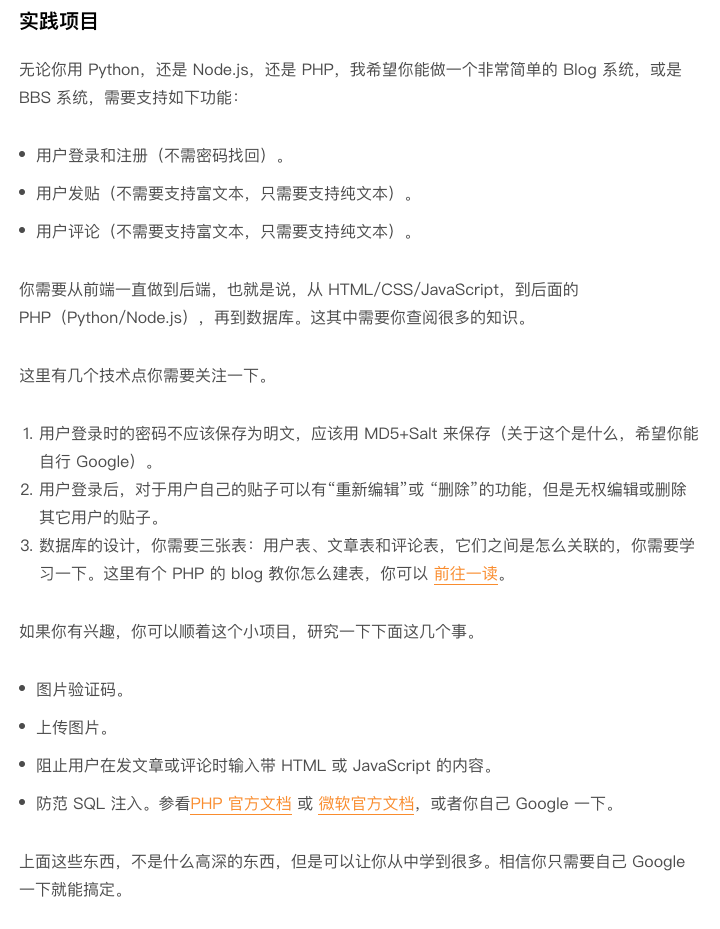 实践项目
无论你用 Python，还是 Node.js，还是 PHP，我希望你能做一个非常简单的 Blog 系统，或是
BBS 系统，需要支持如下功能：
• 用户登录和注册（不需密码找回）。
• 用户发贴（不需要支持富文本，只需要支持纯文本）。
• 用户评论（不需要支持富文本，只需要支持纯文本）。
你需要从前端一直做到后端，也就是说，从 HTML/CSS/JavaScript，到后面的
PHP（Python/Node.js），再到数据库。这其中需要你查阅很多的知识。
这里有几个技术点你需要关注一下。
1. 用户登录时的密码不应该保存为明文，应该用 MD5+Salt 来保存（关于这个是什么，希望你能
自行 Google）。
2. 用户登录后，对于用户自己的贴子可以有“重新编辑”或 “删除”的功能，但是无权编辑或删除
其它用户的贴子。
3. 数据库的设计，你需要三张表：用户表、文章表和评论表，它们之间是怎么关联的，你需要学
习一下。这里有个 PHP 的 blog 教你怎么建表，你可以 前往一读。
如果你有兴趣，你可以顺着这个小项目，研究一下下面这几个事。
• 图片验证码。
• 上传图片。
• 阻止用户在发文章或评论时输入带 HTML 或 JavaScript 的内容。
• 防范 SQL 注入。参看PHP 官方文档 或 微软官方文档，或者你自己 Google 一下。
上面这些东西，不是什么高深的东西，但是可以让你从中学到很多。相信你只需要自己 Google
一下就能搞定。